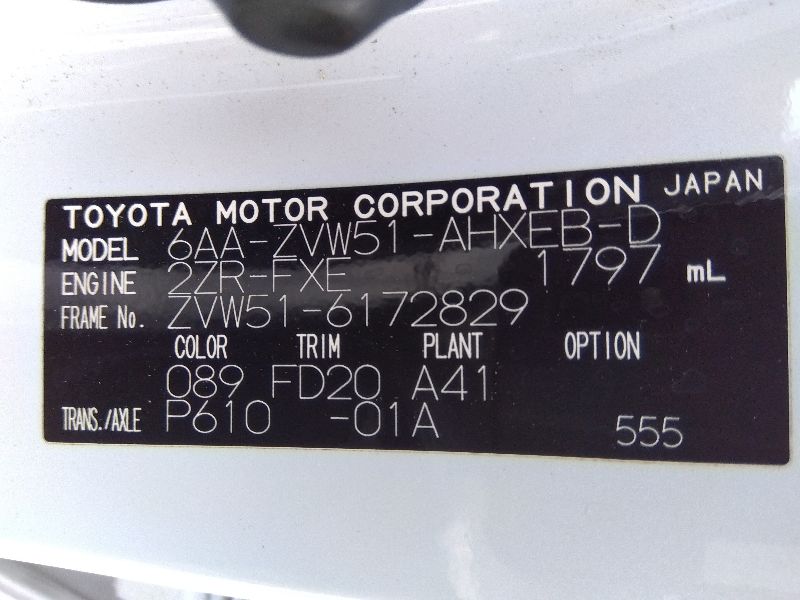 TOYOTA MOTOR CORPORATION JAPAN
MODEL 6AA-ZVW51-AHXEB-D
ENGINE 2ZR-FXE 1797 mL
FRAME No. ZVW51-6172829
COLOR TRIM PLANT OPTION
089 FD20 A41
TRANS./AXLE P610 -01A 555